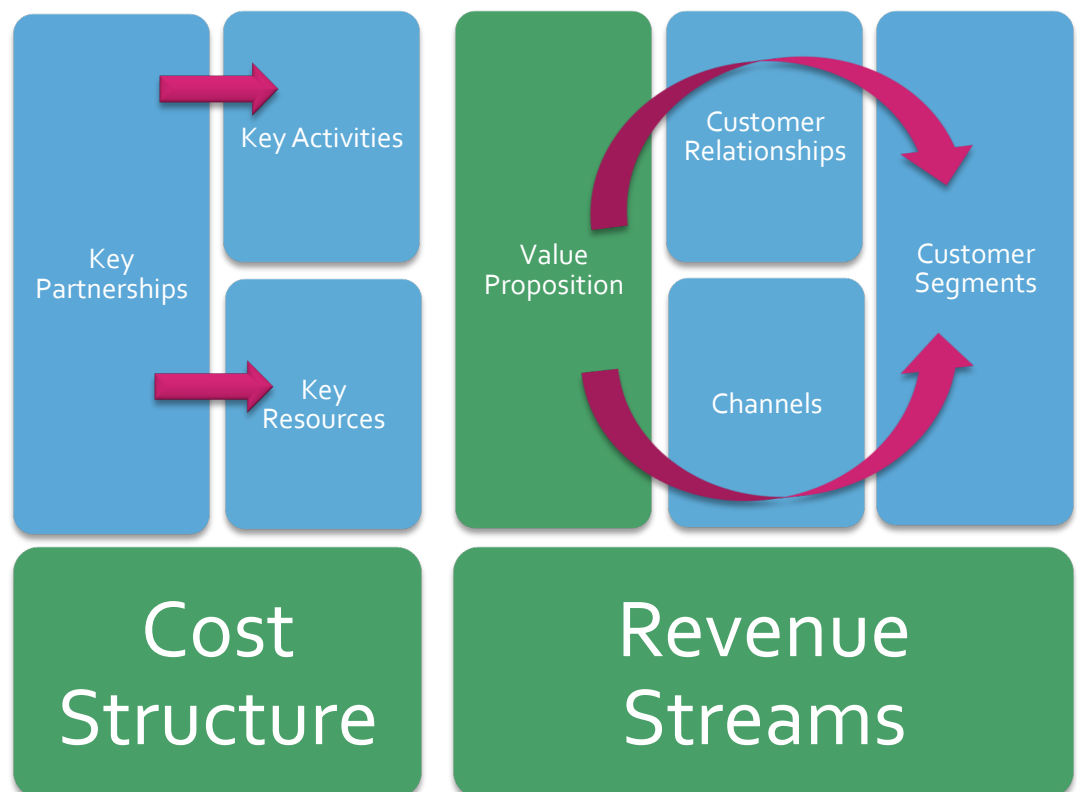 Key
Partnerships
Key Activities
Key
Resources
Value
Proposition
Customer
Relationships
Channels
Customer
Segments
Cost
Structure
Revenue
Streams